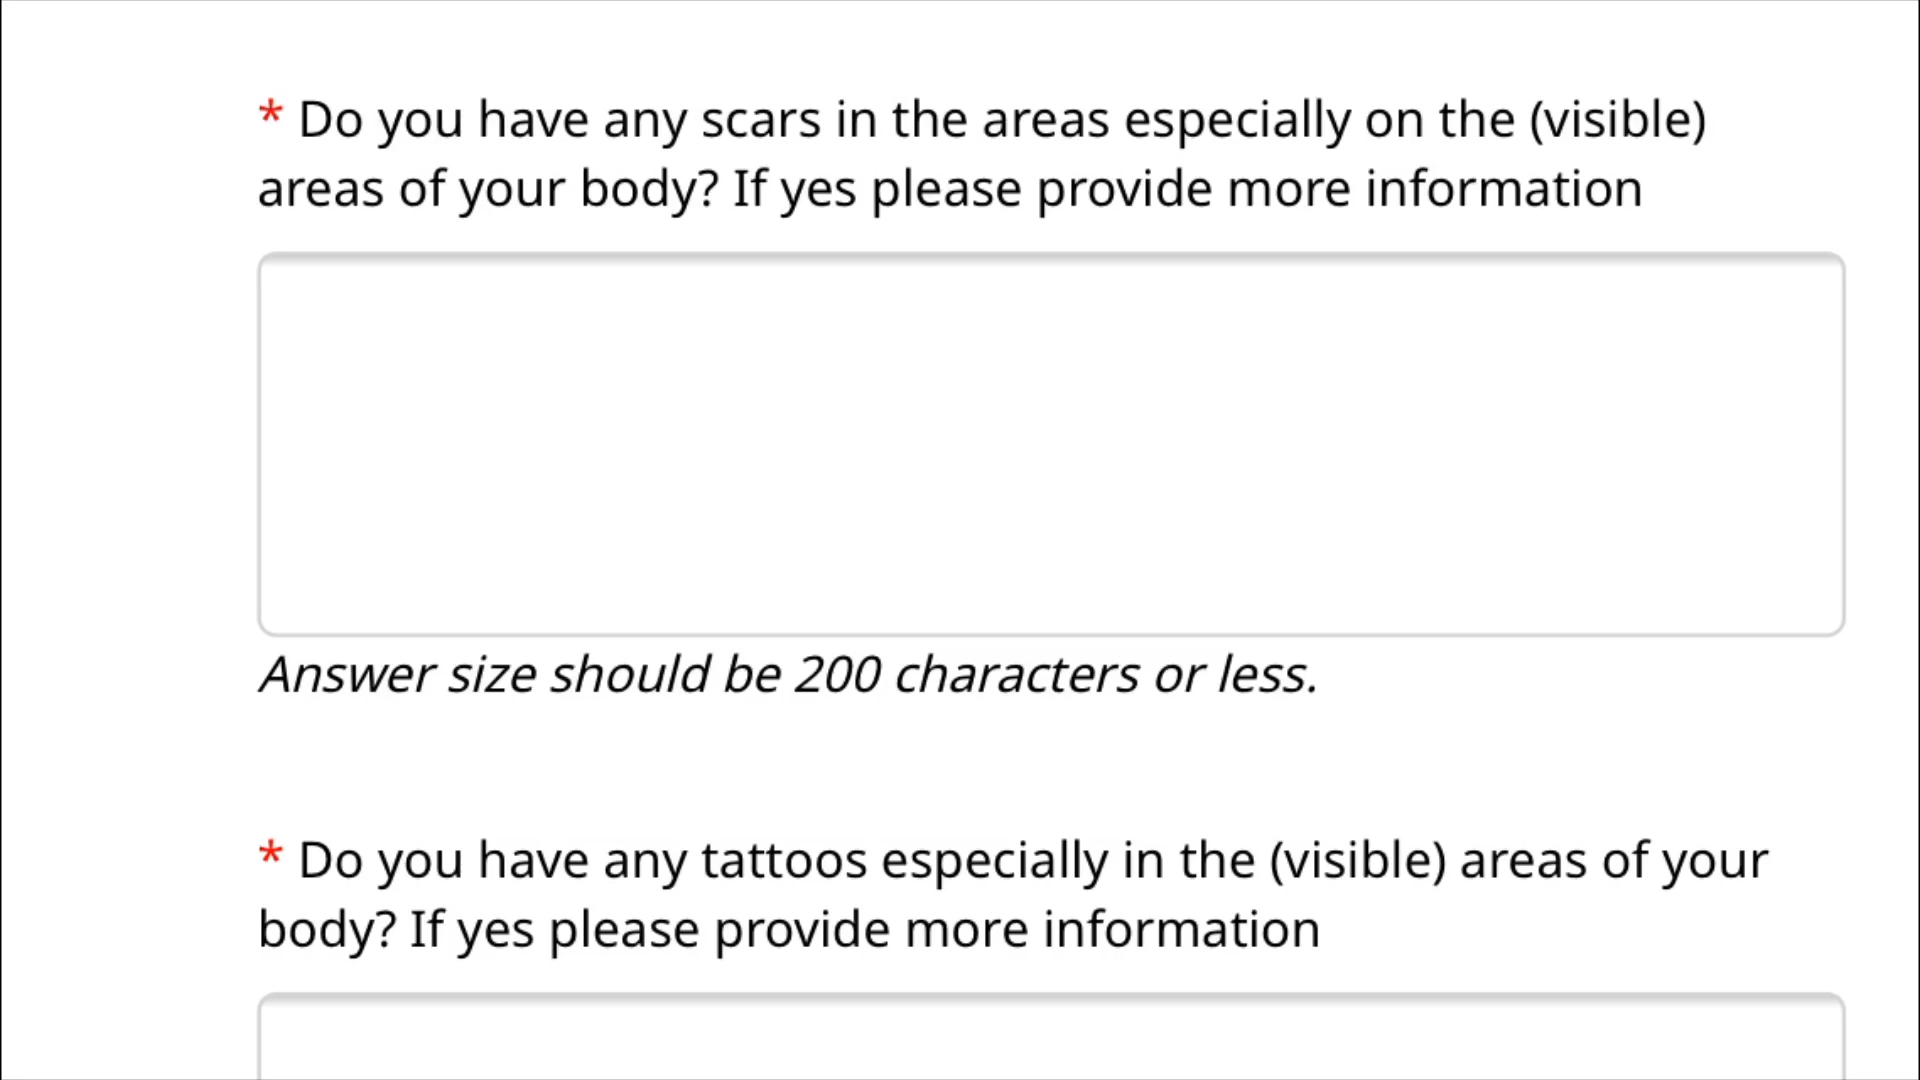 * Do you have any scars in the areas especially on the (visible)
areas of your body? If yes please provide more information
Answer size should be 200 characters or less.
* Do you have any tattoos especially in the (visible) areas of your
body? If yes please provide more information